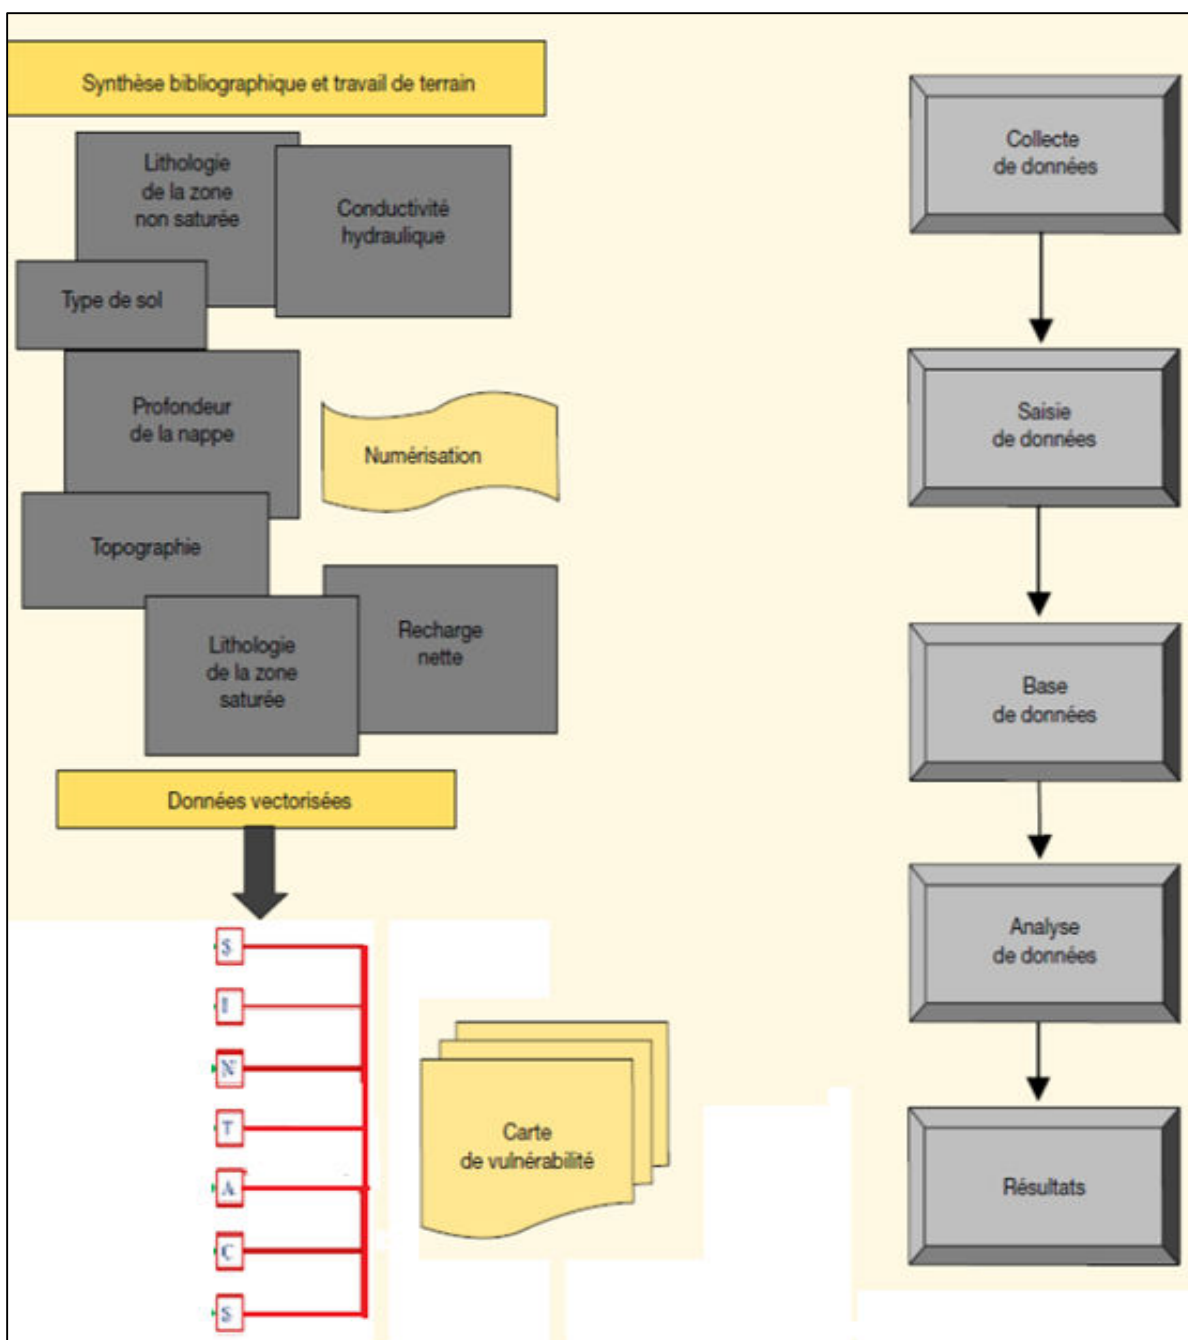 Synthèse bibliographique et travail de terrain
Lithologie
de la zone
non saturée
Conductivité
hydraulique
Type de sol
Profondeur
de la nappe
Numérisation
Topographie
Lithologie
de la zone
saturée
Recharge
nette
Données vectorisées
S
I
N
T
A
C
S
Carte
de vulnérabilité
Collecte
de données
Saisie
de données
Base
de données
Analyse
de données
Résultats